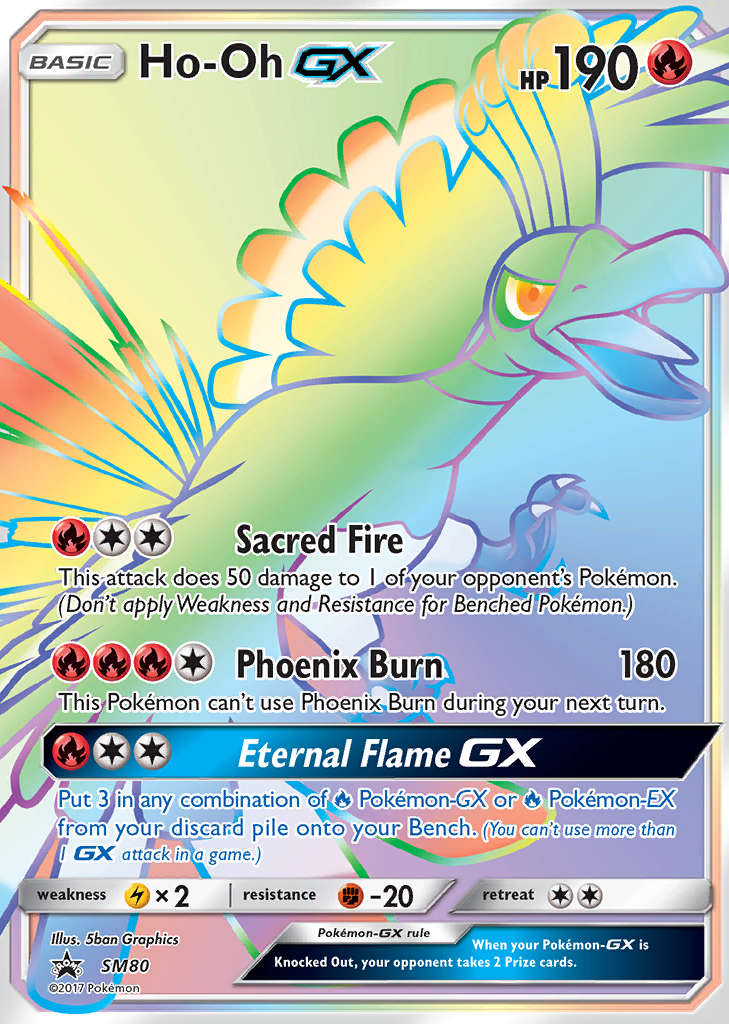 BASIC Ho-Oh GX HP 190
Sacred Fire
This attack does 50 damage to 1 of your opponent's Pokémon.
(Don't apply Weakness and Resistance for Benched Pokémon.)
Phoenix Burn 180
This Pokémon can't use Phoenix Burn during your next turn.
Eternal Flame GX
Put 3 in any combination of Pokémon-GX or Pokémon-EX
from your discard pile onto your Bench. (You can't use more than
1 GX attack in a game.)
weakness × 2 resistance -20 retreat
Illus. 5ban Graphics
SM80
©2017 Pokémon
Pokémon-GX rule
When your Pokémon-GX is
Knocked Out, your opponent takes 2 Prize cards.